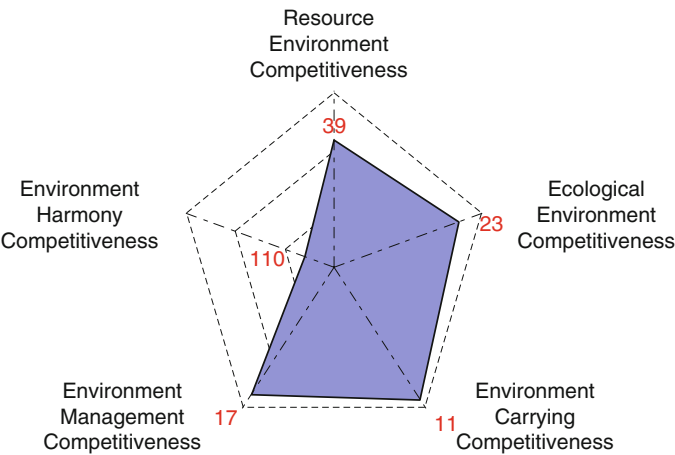 Resource
Environment
Competitiveness
39
Environment
Harmony
Competitiveness
110
Ecological
Environment
Competitiveness
23
Environment
Management
Competitiveness
17
Environment
Carrying
Competitiveness
11